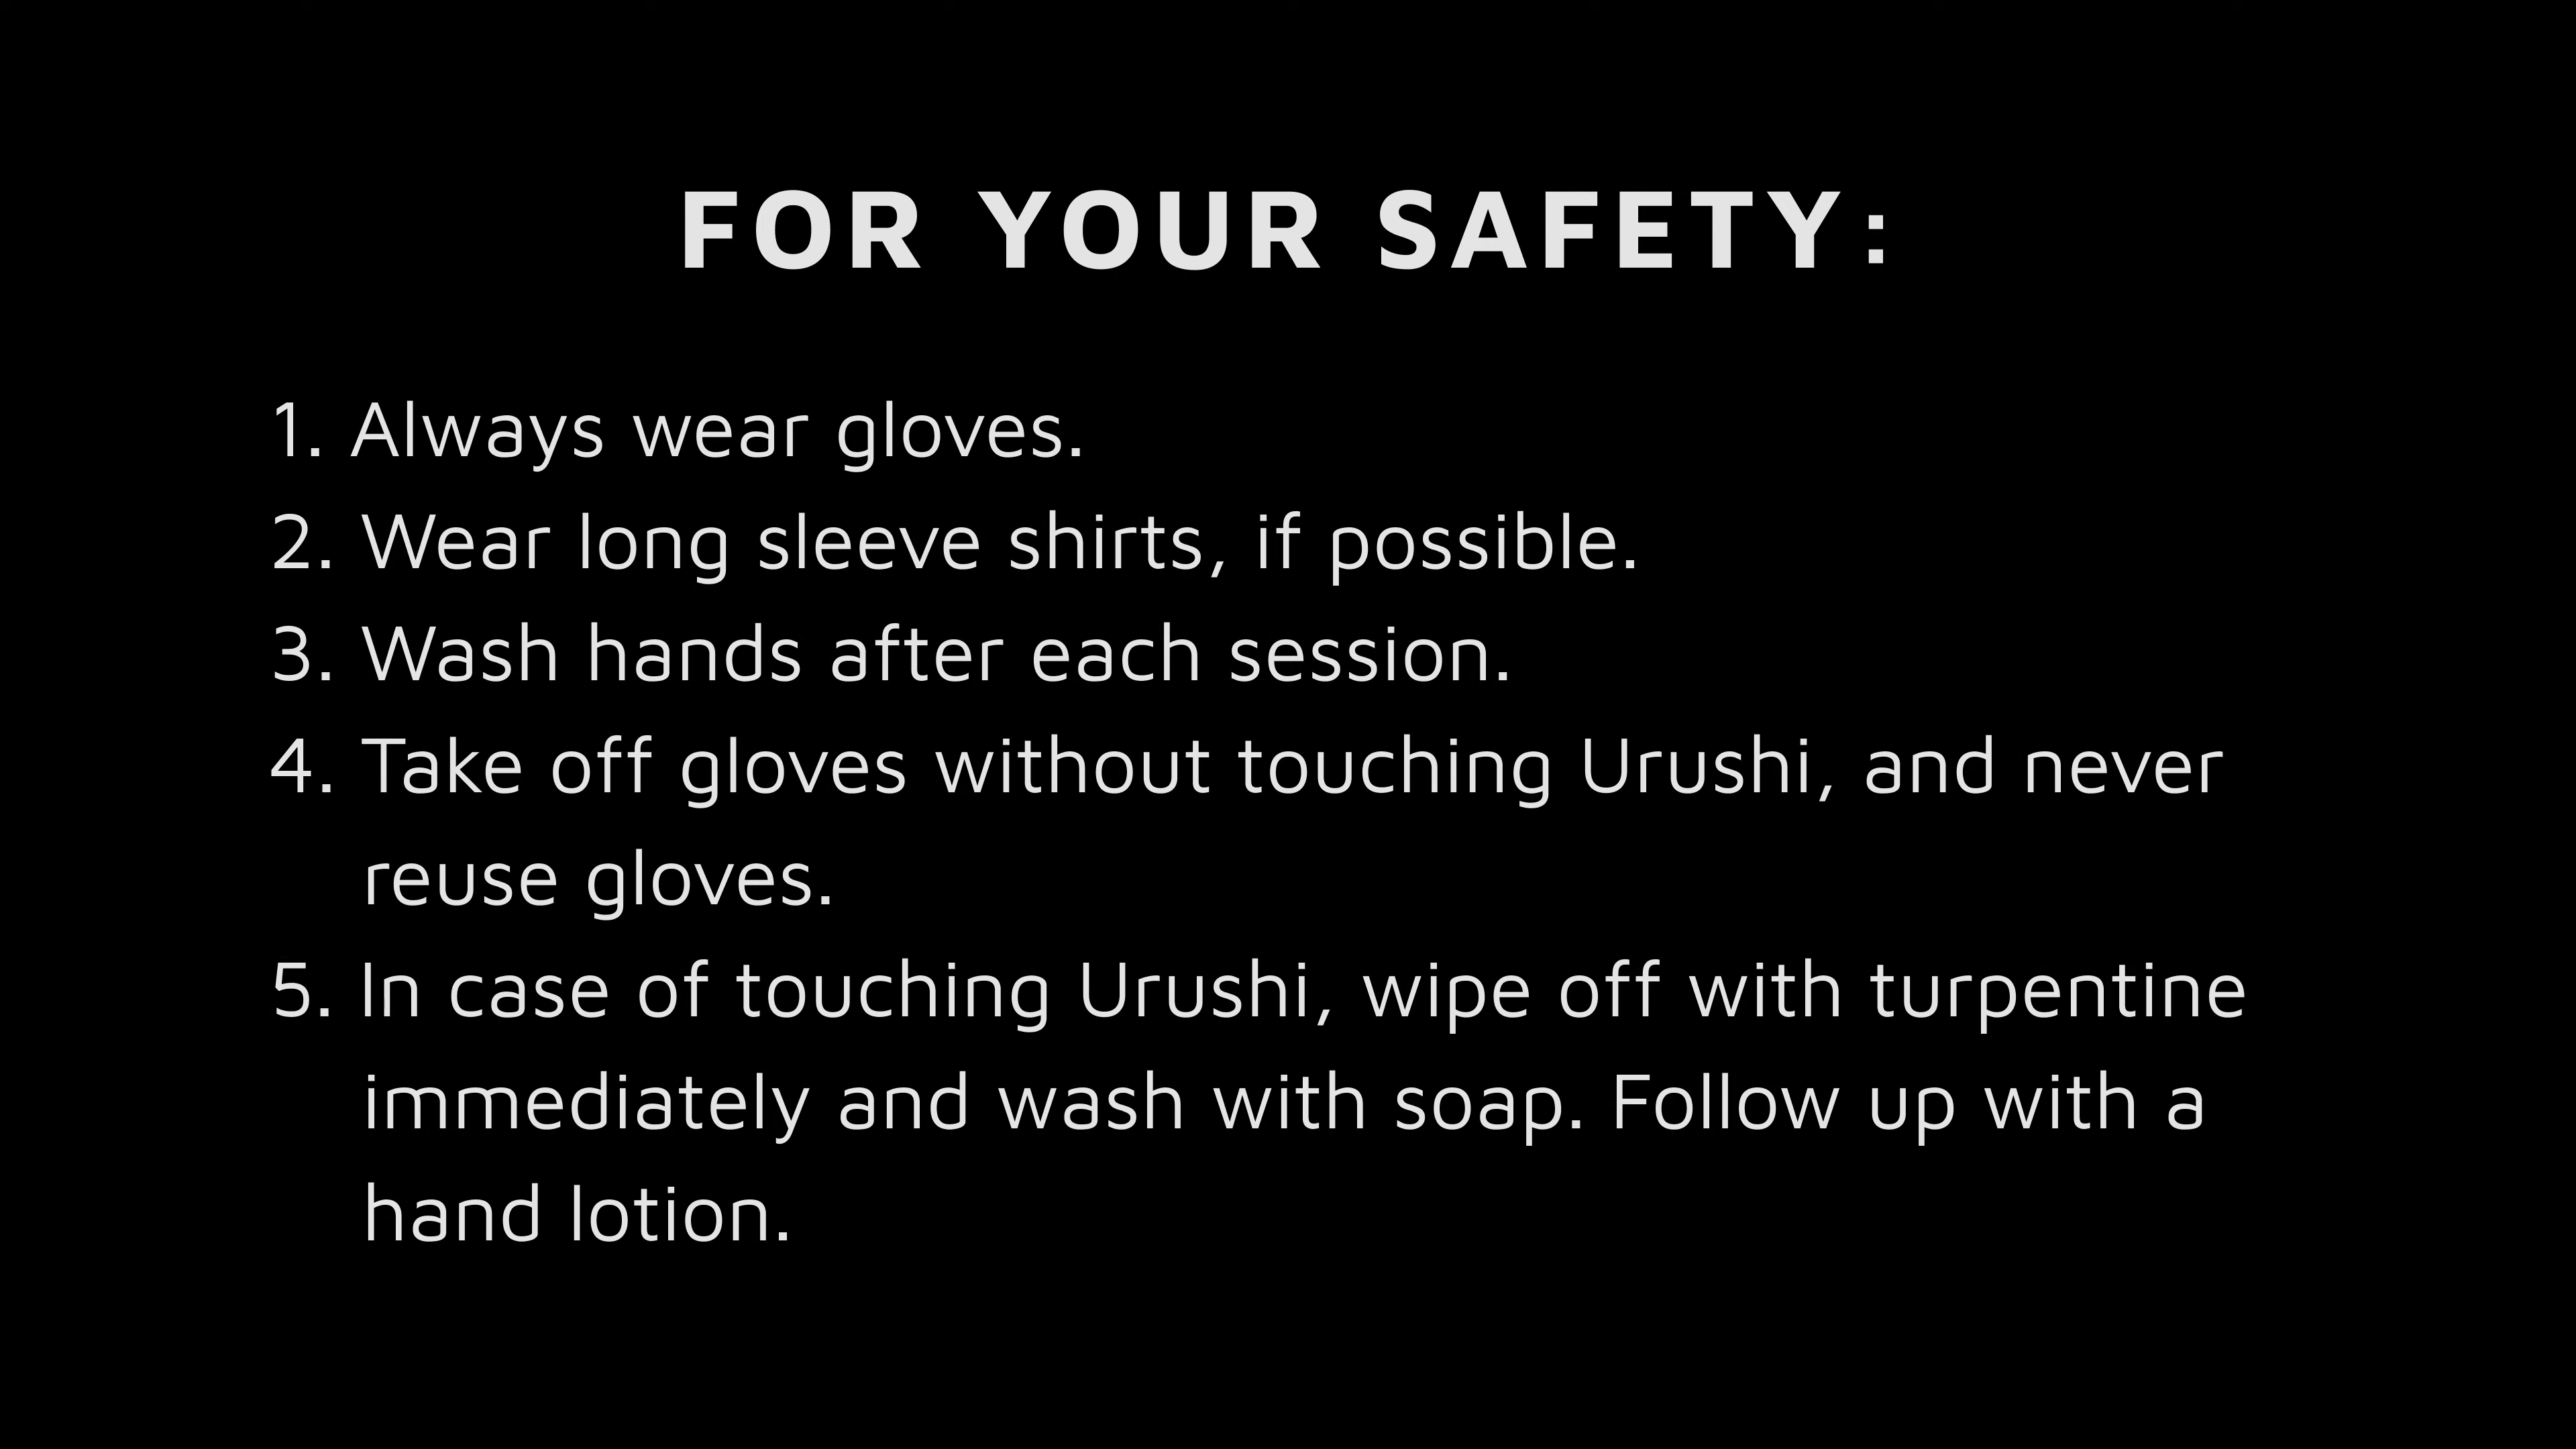 FOR YOUR SAFETY:
1. Always wear gloves.
2. Wear long sleeve shirts, if possible.
3. Wash hands after each session.
4. Take off gloves without touching Urushi, and never
reuse gloves.
5. In case of touching Urushi, wipe off with turpentine
immediately and wash with soap. Follow up with a
hand lotion.